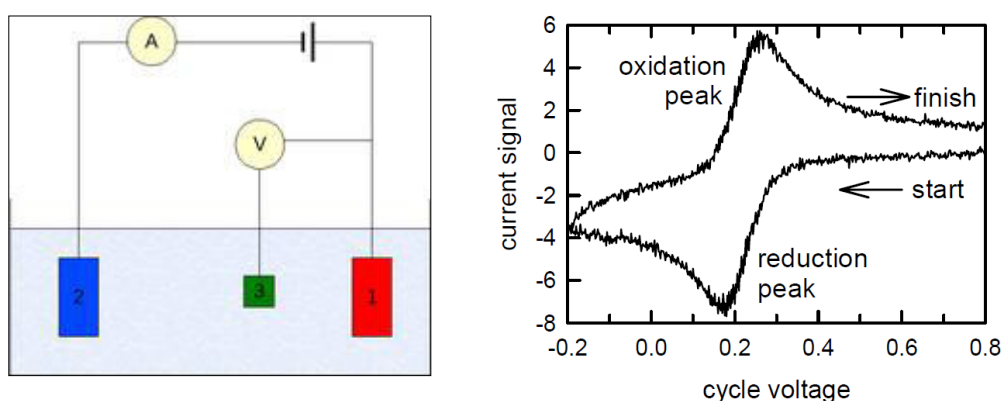 A
V
2
3
1
6
4
2
0
-2
-4
-6
-8
current signal
oxidation
peak
finish
start
reduction
peak
-0.2
0.0
0.2
0.4
0.6
0.8
cycle voltage